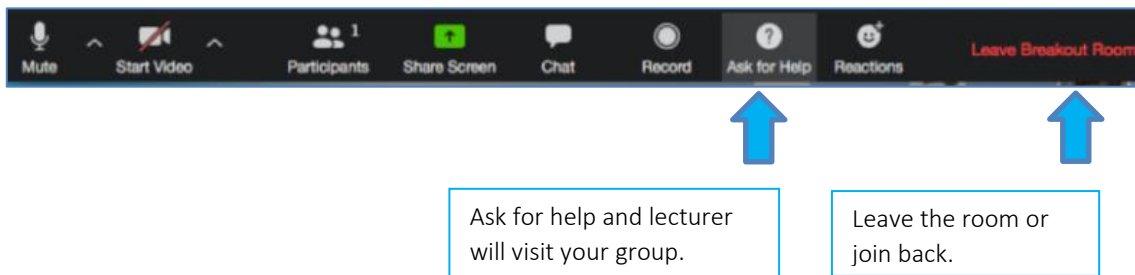 1
Mute Start Video Participants Share Screen Chat Record Ask for Help Reactions Leave Breakout Room
Ask for help and lecturer
will visit your group.
Leave the room or
join back.